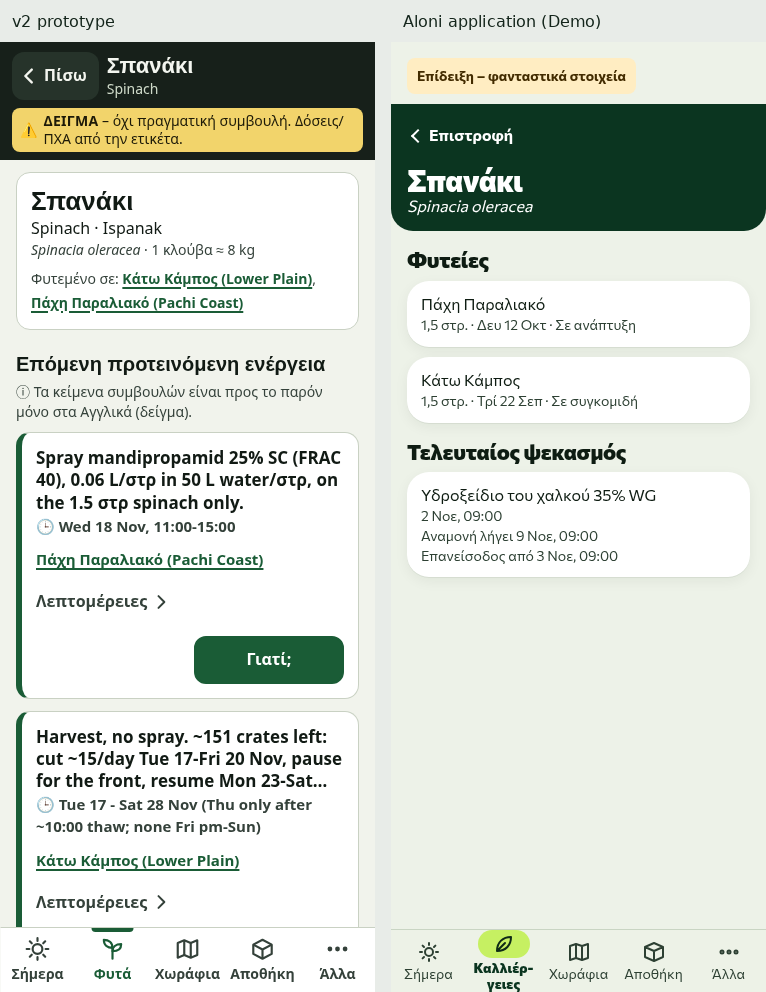 v2 prototype
Πίσω
Σπανάκι
Spinach
ΔΕΙΓΜΑ – όχι πραγματική συμβουλή. Δόσεις/
ΠΧΑ από την ετικέτα.
Σπανάκι
Spinach · Ispanak
Spinacia oleracea · 1 κλούβα ≈ 8 kg
Φυτεμένο σε: Κάτω Κάμπος (Lower Plain),
Πάχη Παραλιακό (Pachi Coast)
Επόμενη προτεινόμενη ενέργεια
ⓘ Τα κείμενα συμβουλών είναι προς το παρόν
μόνο στα Αγγλικά (δείγμα).
Spray mandipropamid 25% SC (FRAC
40), 0.06 L/στρ in 50 L water/στρ, on
the 1.5 στρ spinach only.
Wed 18 Nov, 11:00-15:00
Πάχη Παραλιακό (Pachi Coast)
Λεπτομέρειες
Γιατί;
Harvest, no spray. ~151 crates left:
cut ~15/day Tue 17-Fri 20 Nov, pause
for the front, resume Mon 23-Sat...
Tue 17 - Sat 28 Nov (Thu only after
~10:00 thaw; none Fri pm-Sun)
Κάτω Κάμπος (Lower Plain)
Λεπτομέρειες
Σήμερα
Φυτά
Χωράφια
Αποθήκη
Άλλα
Aloni application (Demo)
Επίδειξη – φανταστικά στοιχεία
Επιστροφή
Σπανάκι
Spinacia oleracea
Φυτείες
Πάχη Παραλιακό
1,5 στρ. · Δευ 12 Οκτ · Σε ανάπτυξη
Κάτω Κάμπος
1,5 στρ. · Τρί 22 Σεπ · Σε συγκομιδή
Τελευταίος ψεκασμός
Υδροξείδιο του χαλκού 35% WG
2 Νοε, 09:00
Αναμονή λήγει 9 Νοε, 09:00
Επανείσοδος από 3 Νοε, 09:00
Σήμερα
Καλλιέρ-
γειες
Χωράφια
Αποθήκη
Άλλα